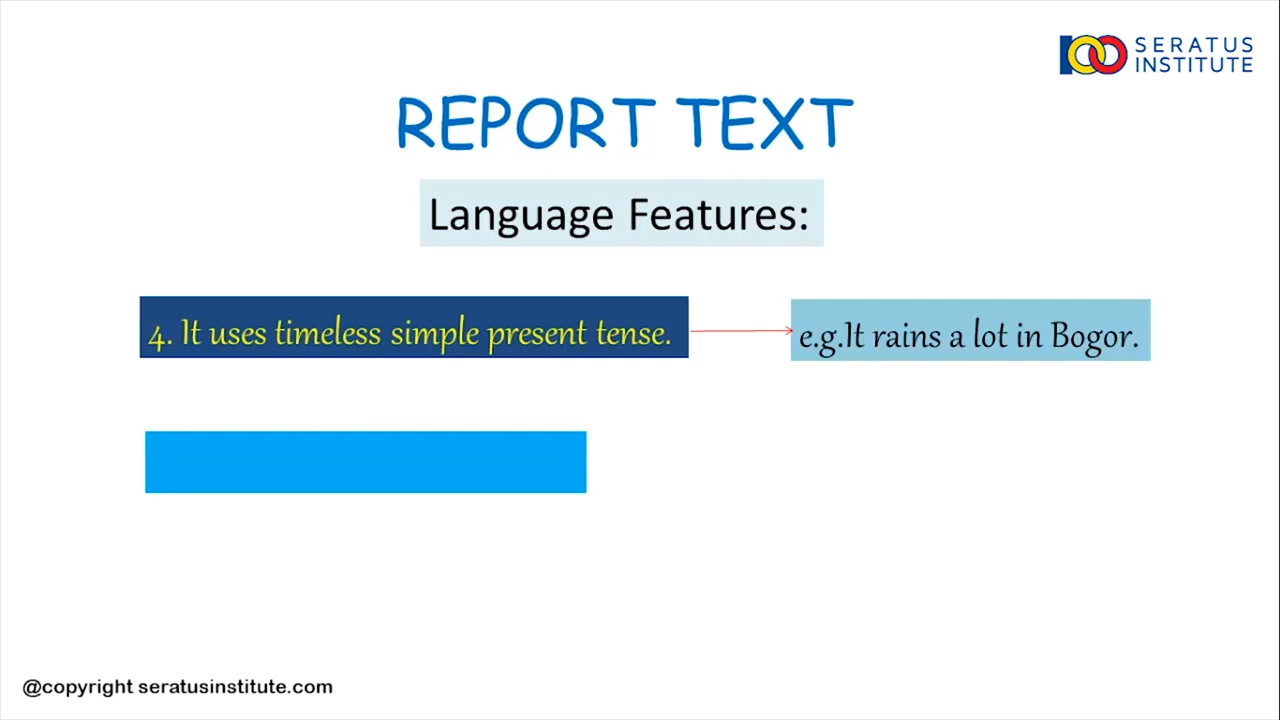 SERATUS
INSTITUTE
REPORT TEXT
Language Features:
4. It uses timeless simple present tense.
e.g.It rains a lot in Bogor.
@copyright seratusinstitute.com